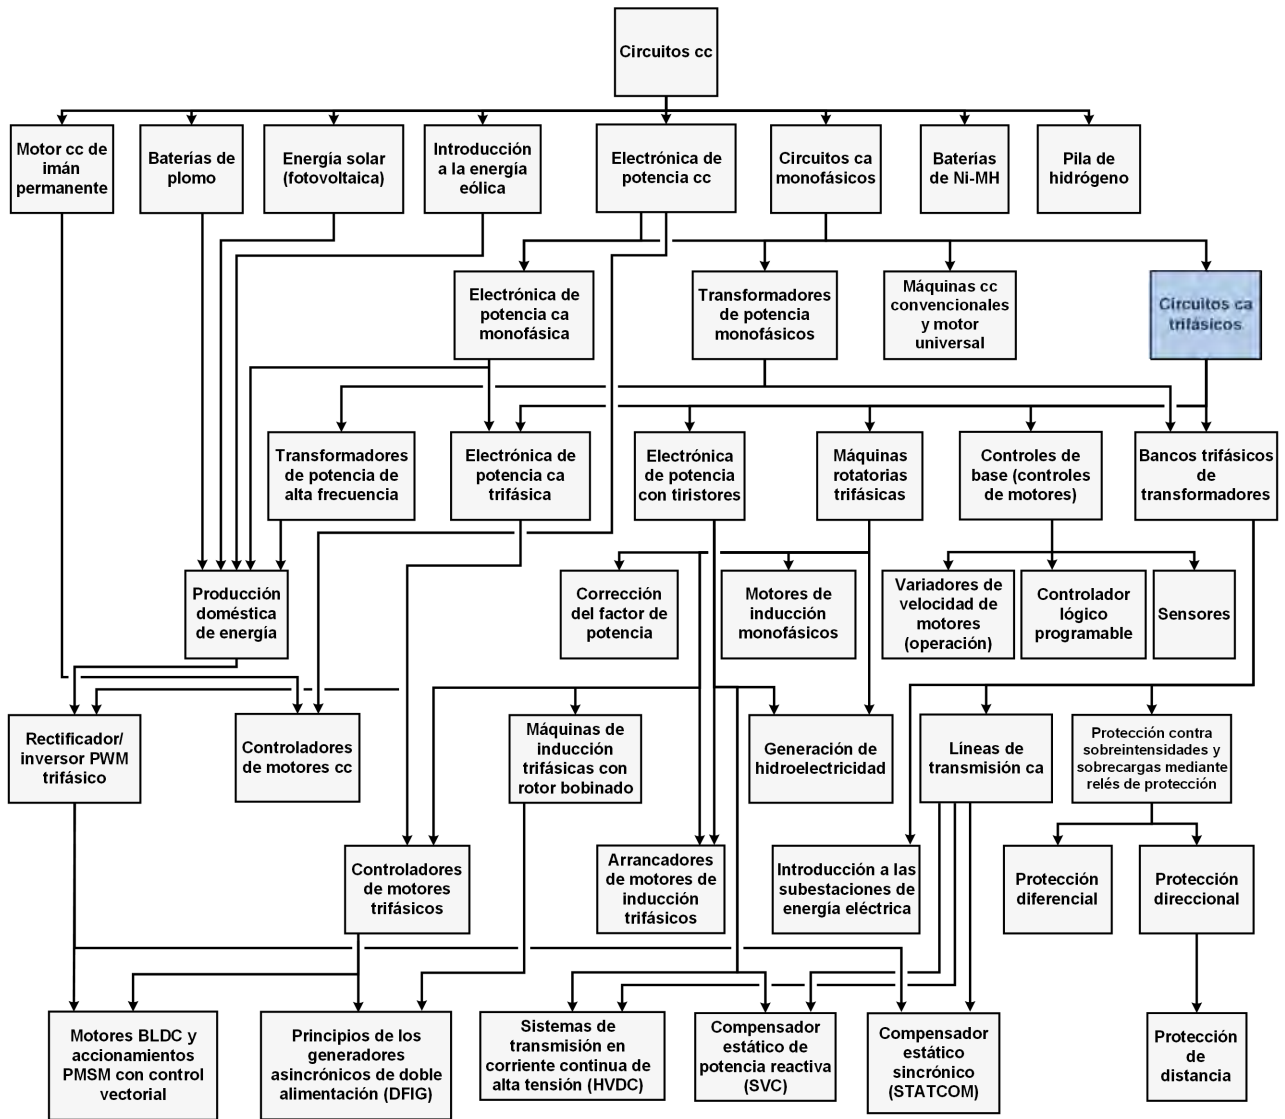 Circuitos cc
Motor cc de
imán
permanente
Baterías de
plomo
Energía solar
(fotovoltaica)
Introducción
a la energía
eólica
Electrónica de
potencia cc
Circuitos ca
monofásicos
Baterías
de Ni-MH
Pila de
hidrógeno
Electrónica de
potencia ca
monofásica
Transformadores
de potencia
monofásicos
Máquinas cc
convencionales
y motor
universal
Circuitos ca
trifásicos
Transformadores
de potencia de
alta frecuencia
Electrónica de
potencia ca
trifásica
Electrónica
de potencia
con tiristores
Máquinas
rotatorias
trifásicas
Controles de
base (controles
de motores)
Bancos trifásicos
de
transformadores
Producción
doméstica
de energía
Corrección
del factor de
potencia
Motores de
inducción
monofásicos
Variadores de
velocidad de
motores
(operación)
Controlador
lógico
programable
Sensores
Rectificador/
inversor PWM
trifásico
Controladores
de motores cc
Máquinas de
inducción
trifásicas con
rotor bobinado
Generación de
hidroelectricidad
Líneas de
transmisión ca
Protección contra
sobreintensidades y
sobrecargas mediante
relés de protección
Controladores
de motores
trifásicos
Arrancadores
de motores de
inducción
trifásicos
Introducción a las
subestaciones de
energía eléctrica
Protección
diferencial
Protección
direccional
Motores BLDC y
accionamientos
PMSM con control
vectorial
Principios de los
generadores
asincrónicos de doble
alimentación (DFIG)
Sistemas de
transmisión en
corriente continua de
alta tensión (HVDC)
Compensador
estático de
potencia reactiva
(SVC)
Compensador
estático
sincrónico
(STATCOM)
Protección
de
distancia